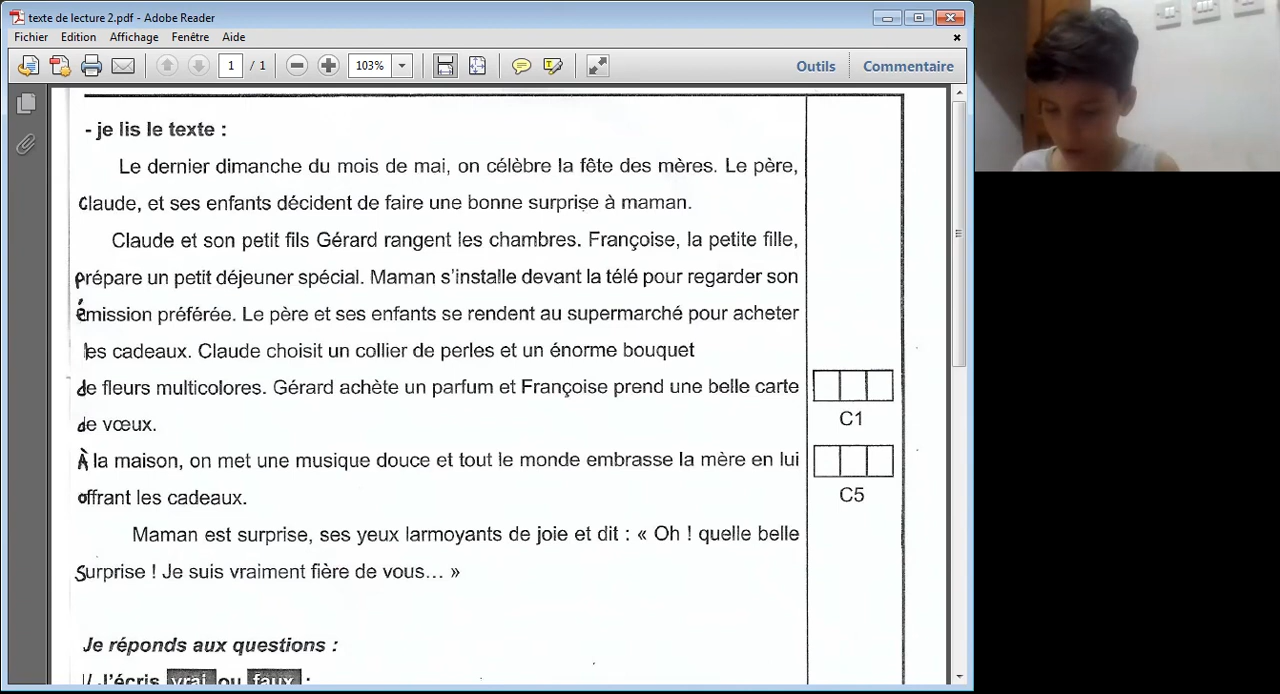 texte de lecture 2.pdf - Adobe Reader
Fichier Edition Affichage Fenêtre Aide
1 / 1 103% Outils Commentaire
- je lis le texte :
Le dernier dimanche du mois de mai, on célèbre la fête des mères. Le père,
Claude, et ses enfants décident de faire une bonne surprise à maman.
Claude et son petit fils Gérard rangent les chambres. Françoise, la petite fille,
prépare un petit déjeuner spécial. Maman s'installe devant la télé pour regarder son
émission préférée. Le père et ses enfants se rendent au supermarché pour acheter
les cadeaux. Claude choisit un collier de perles et un énorme bouquet
de fleurs multicolores. Gérard achète un parfum et Françoise prend une belle carte
de vœux.
C1
À la maison, on met une musique douce et tout le monde embrasse la mère en lui
offrant les cadeaux.
C5
Maman est surprise, ses yeux larmoyants de joie et dit : « Oh ! quelle belle
Surprise ! Je suis vraiment fière de vous… »
Je réponds aux questions :
1/ J'écris vrai ou faux :